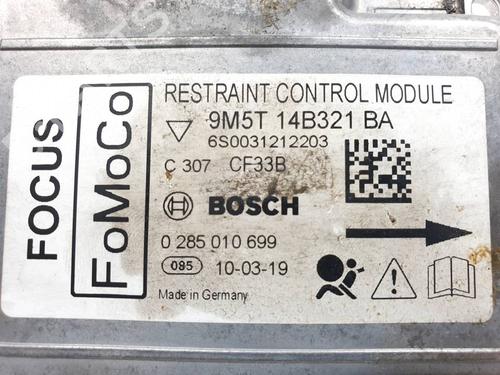 FOCUS
FoMoCo
RESTRAINT CONTROL MODULE
9M5T 14B321 BA
6S0031212203
C 307 CF33B
BOSCH
0 285 010 699
085 10-03-19
Made in Germany